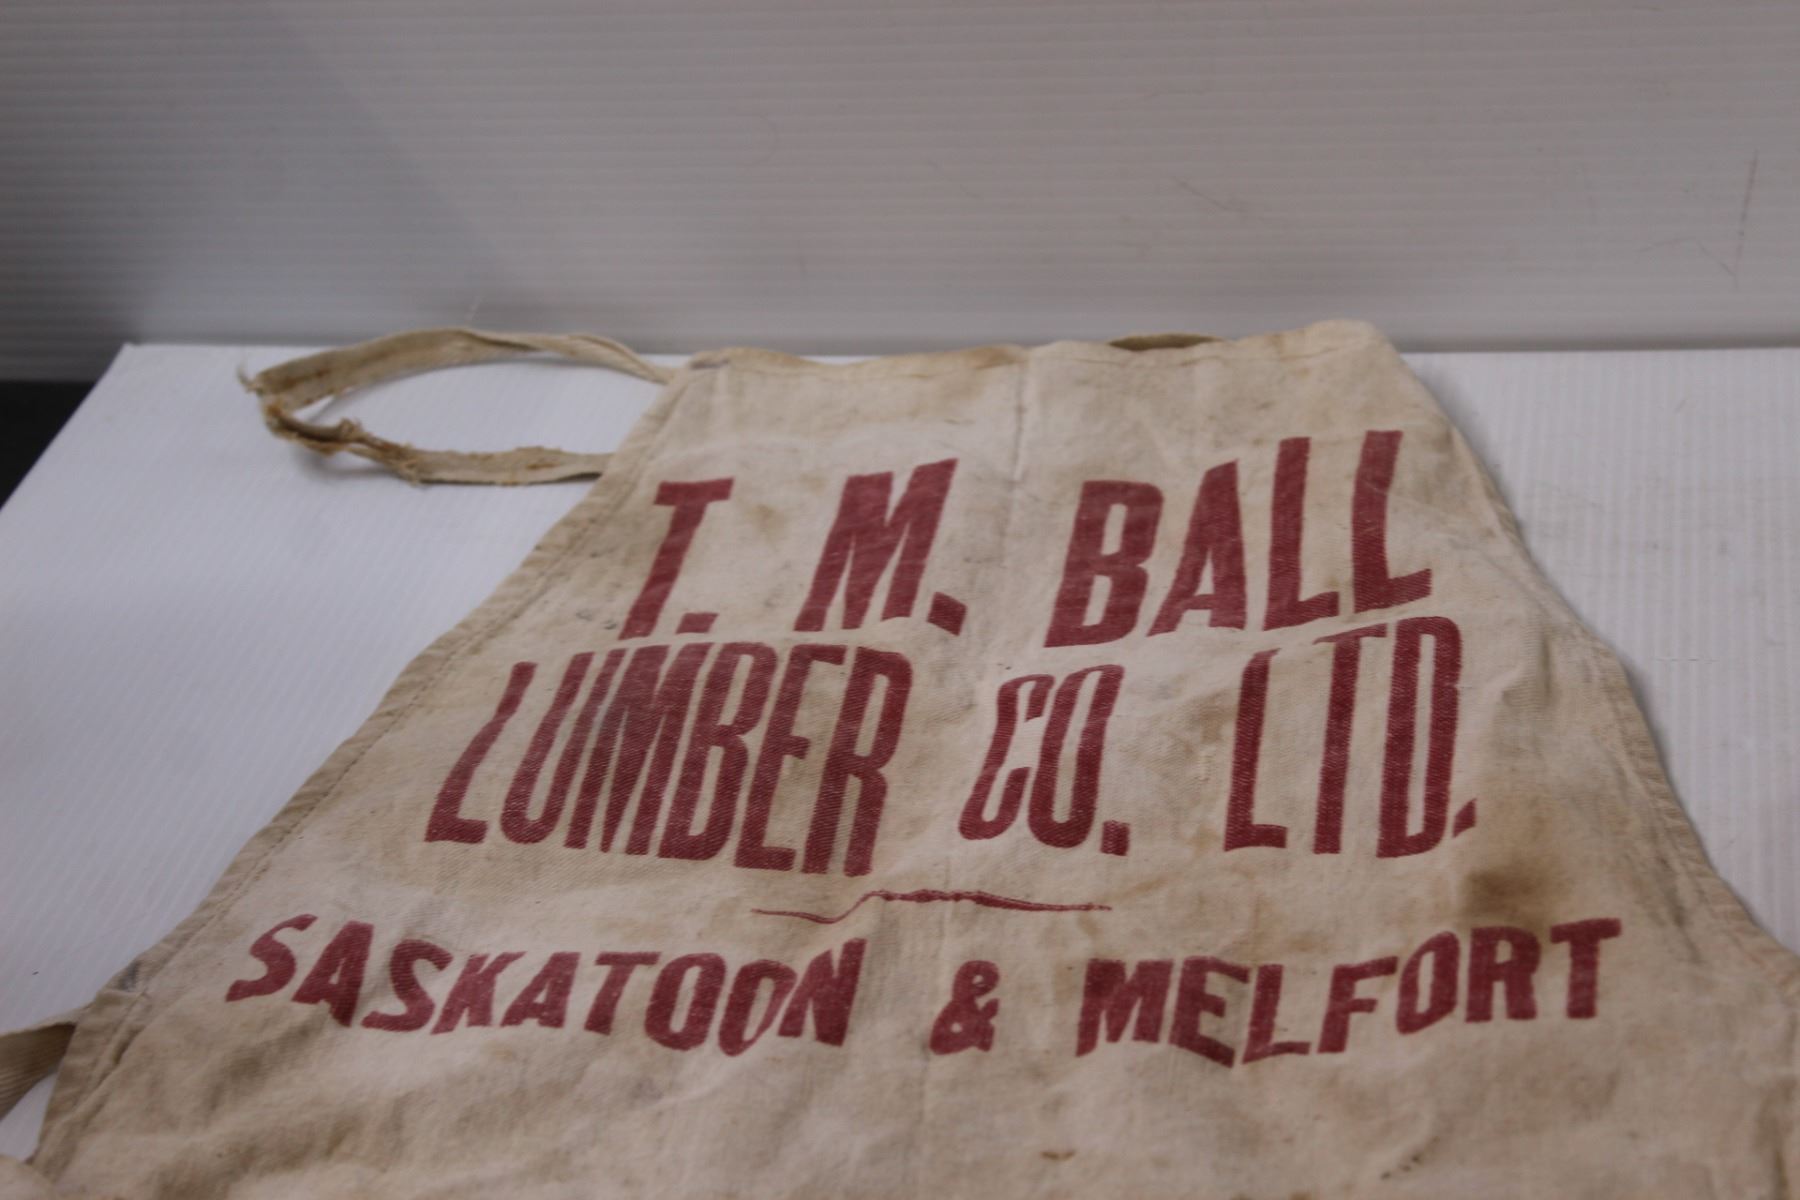 T. M. BALL
LUMBER CO. LTD.
SASKATOON & MELFORT